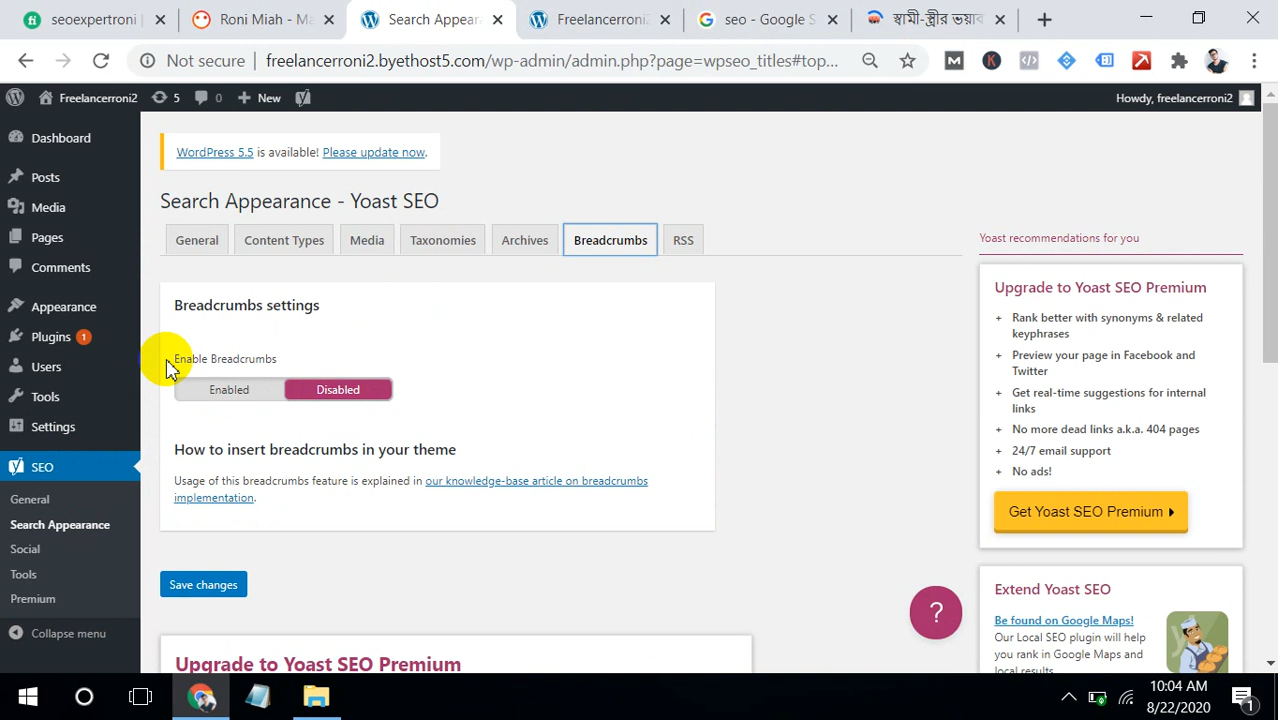 seoexpertroni |
Roni Miah - Ma
Search Appear
Freelancerroni2
seo - Google S
স্বামী-স্ত্রীর ভয়াব
Not secure
freelancerroni2.byethost5.com/wp-admin/admin.php?page=wpseo_titles#top...
Freelancerroni2
5
0
New
Howdy, freelancerroni2
Dashboard
Posts
Media
Pages
Comments
Appearance
Plugins 1
Users
Tools
Settings
SEO
General
Search Appearance
Social
Tools
Premium
Collapse menu
WordPress 5.5 is available! Please update now.
Search Appearance - Yoast SEO
General
Content Types
Media
Taxonomies
Archives
Breadcrumbs
RSS
Breadcrumbs settings
Enable Breadcrumbs
Enabled
Disabled
How to insert breadcrumbs in your theme
Usage of this breadcrumbs feature is explained in our knowledge-base article on breadcrumbs
implementation.
Save changes
Upgrade to Yoast SEO Premium
Yoast recommendations for you
Upgrade to Yoast SEO Premium
+ Rank better with synonyms & related
keyphrases
+ Preview your page in Facebook and
Twitter
+ Get real-time suggestions for internal
links
+ No more dead links a.k.a. 404 pages
+ 24/7 email support
+ No ads!
Get Yoast SEO Premium
?
Extend Yoast SEO
Be found on Google Maps!
Our Local SEO plugin will help
you rank in Google Maps and
local results.
10:04 AM
8/22/2020
1